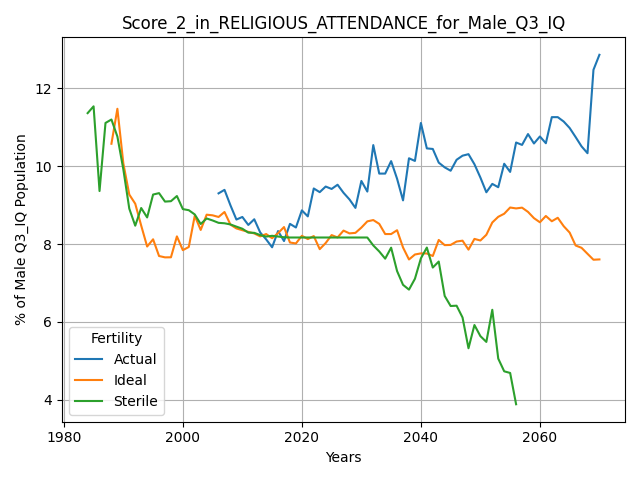 Score_2_in_RELIGIOUS_ATTENDANCE_for_Male_Q3_IQ
% of Male Q3_IQ Population
12
10
8
6
4
Fertility
Actual
Ideal
Sterile
1980
2000
2020
2040
2060
Years